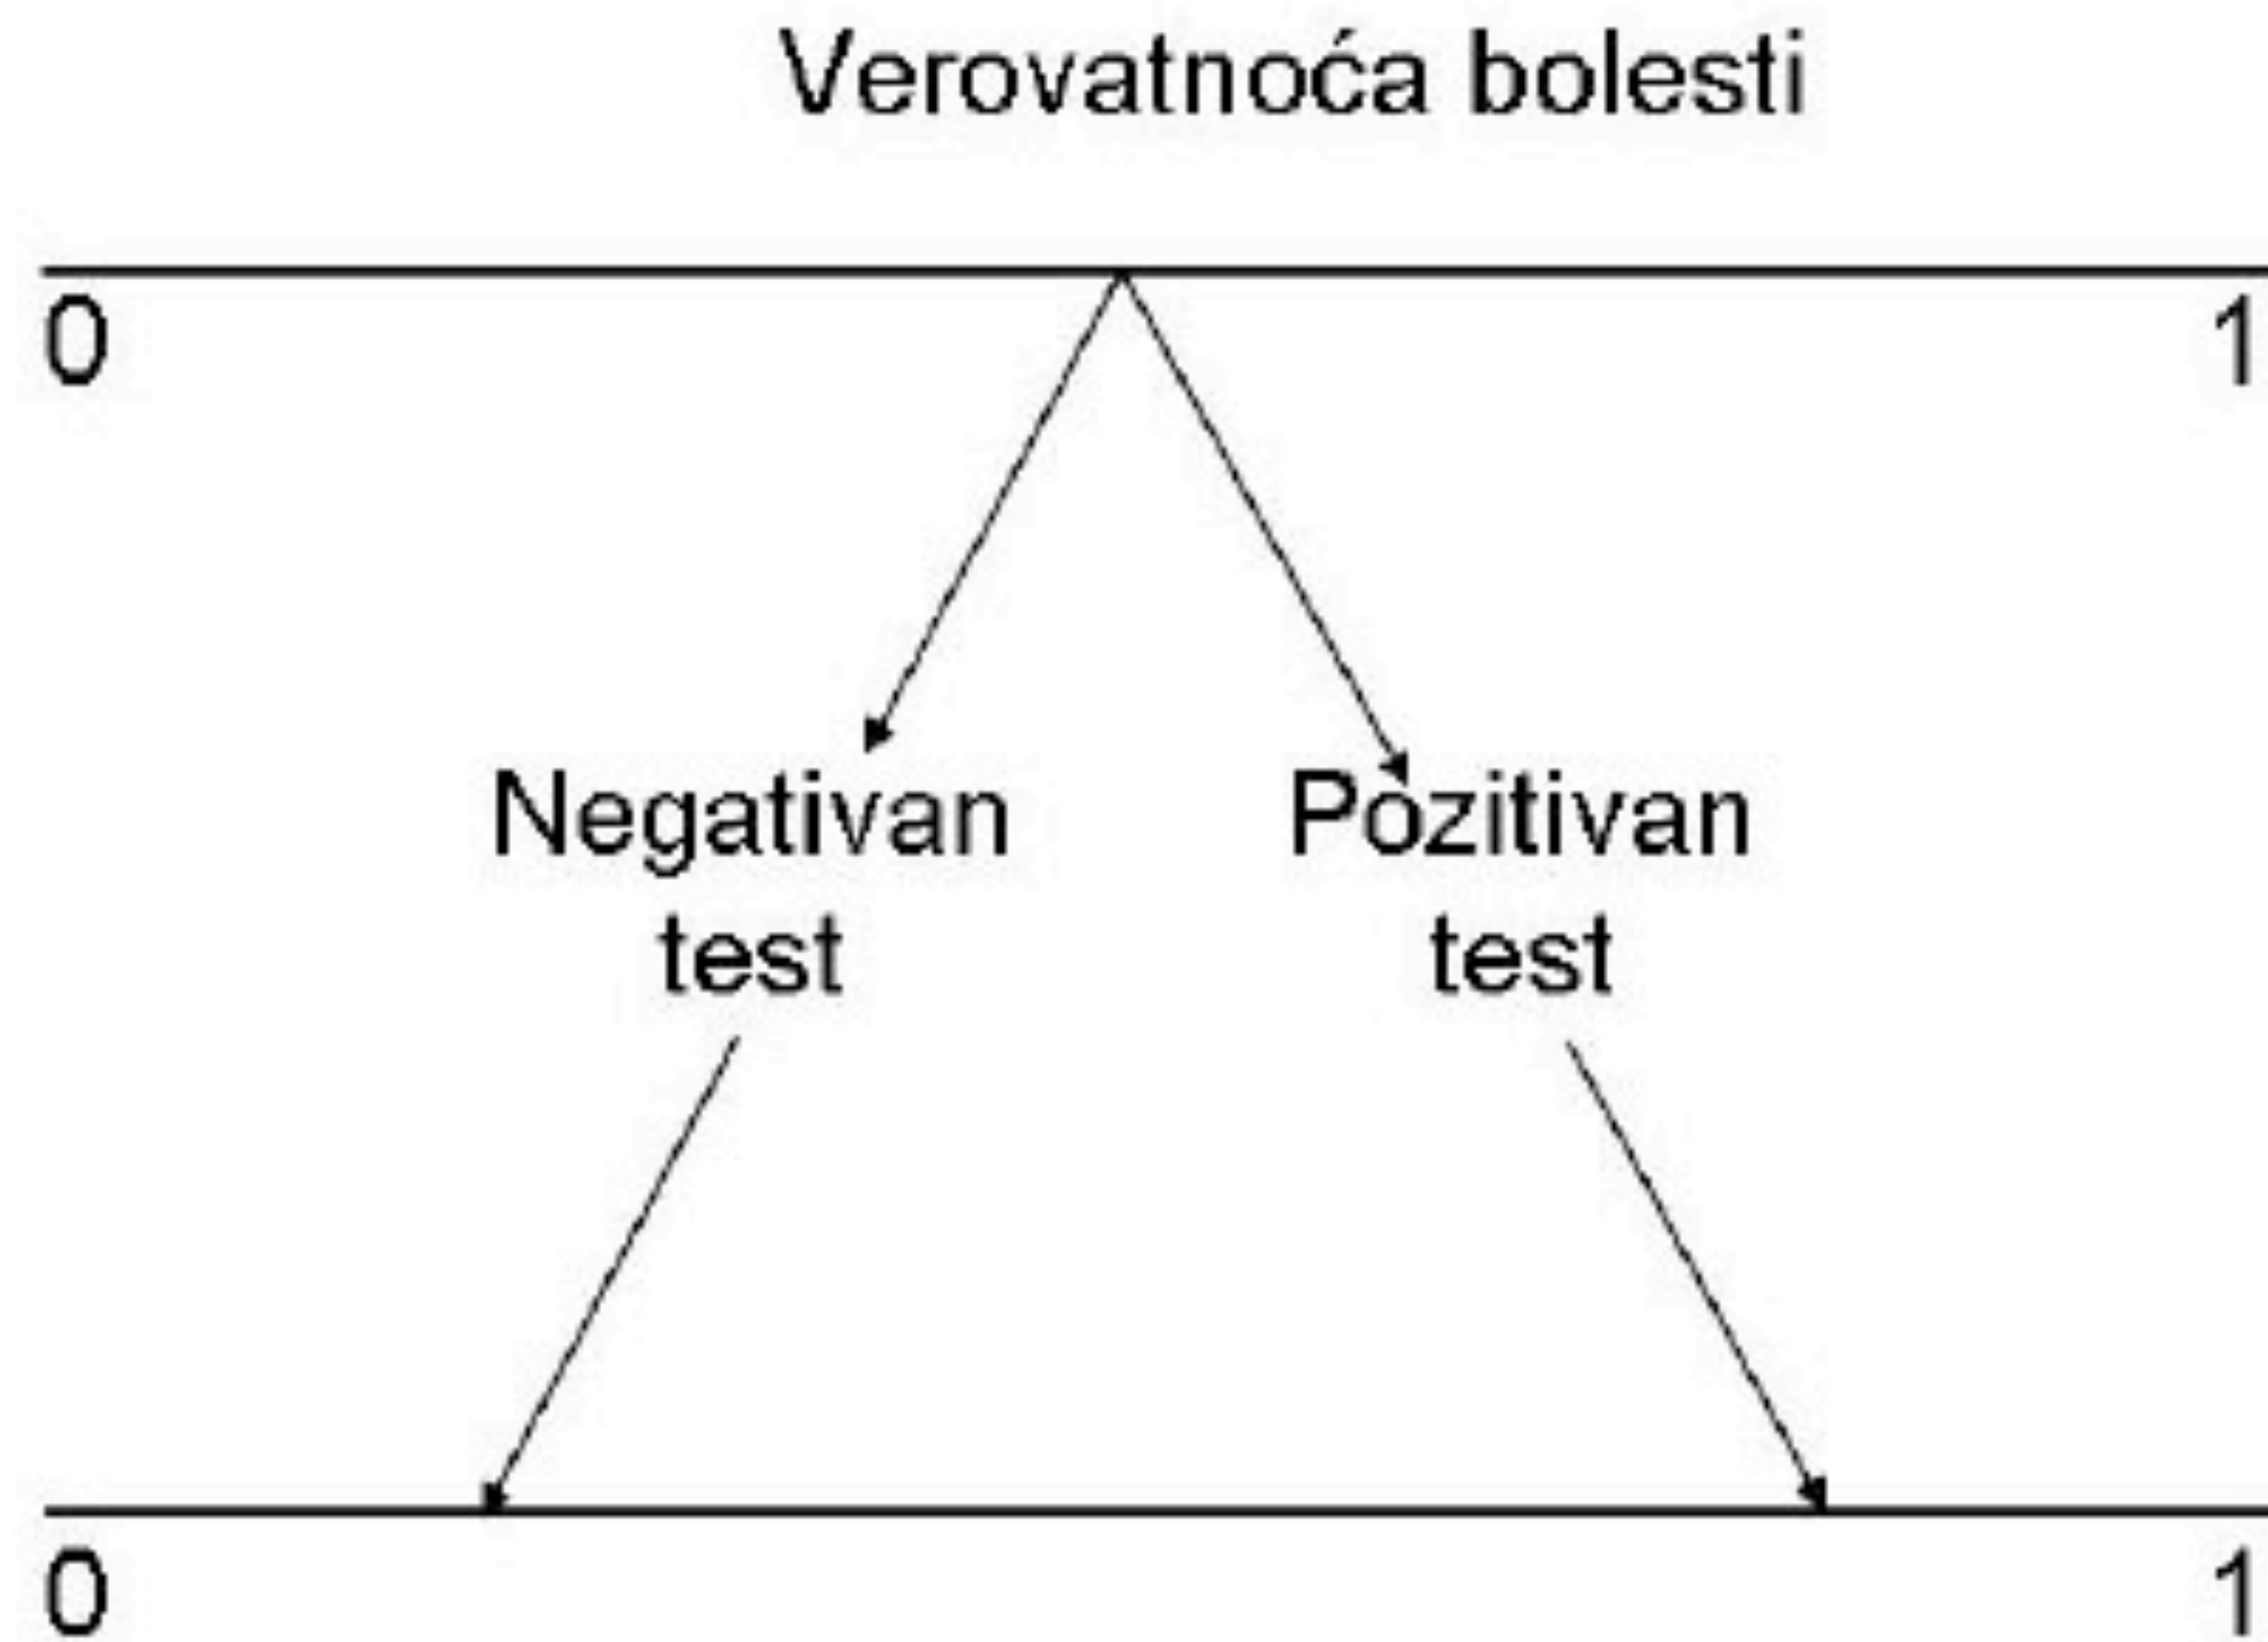 Verovatnoća bolesti
0 1
Negativan
test
Pozitivan
test
0 1